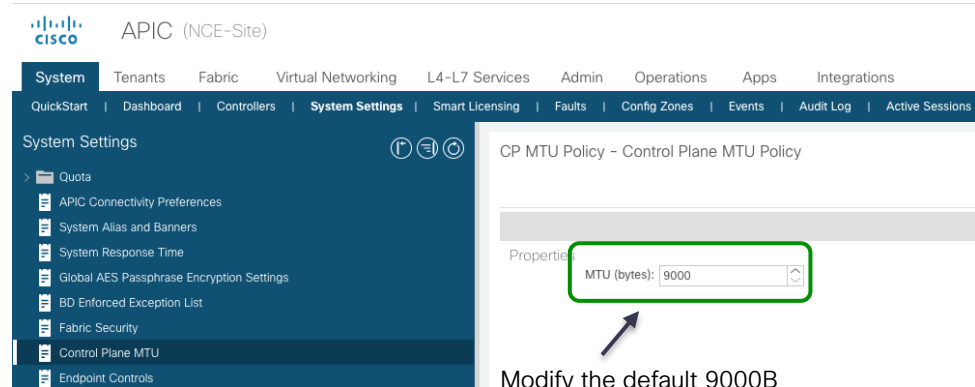 CISCO
APIC (NCE-Site)
System Tenants Fabric Virtual Networking L4-L7 Services Admin Operations Apps Integrations
QuickStart | Dashboard | Controllers | System Settings | Smart Licensing | Faults | Config Zones | Events | Audit Log | Active Sessions
System Settings
Quota
APIC Connectivity Preferences
System Alias and Banners
System Response Time
Global AES Passphrase Encryption Settings
BD Enforced Exception List
Fabric Security
Control Plane MTU
Endpoint Controls
CP MTU Policy - Control Plane MTU Policy
Properties
MTU (bytes): 9000
Modify the default 9000B